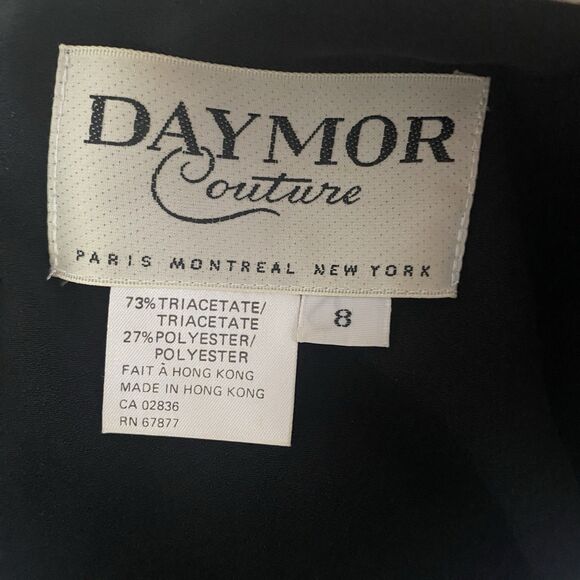 DAYMOR
Couture
PARIS MONTREAL NEW YORK
73% TRIACETATE/
TRIACETATE
27% POLYESTER/
POLYESTER
FAIT À HONG KONG
MADE IN HONG KONG
CA 02836
RN 67877
8